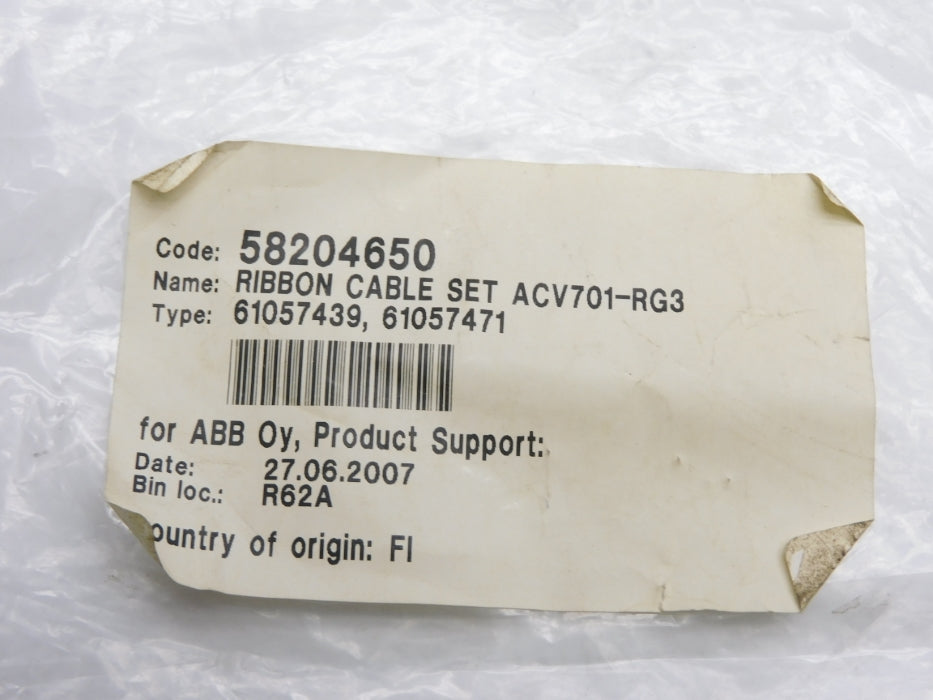 Code: 58204650
Name: RIBBON CABLE SET ACV701-RG3
Type: 61057439, 61057471
for ABB Oy, Product Support:
Date: 27.06.2007
Bin loc.: R62A
ountry of origin: FI